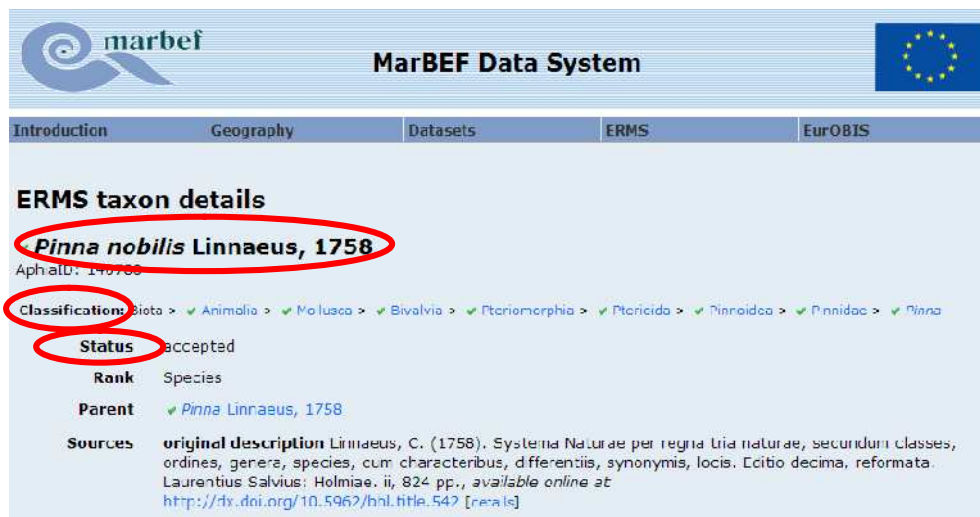 marbef
MarBEF Data System
Introduction Geography Datasets ERMS EurOBIS
ERMS taxon details
Pinna nobilis Linnaeus, 1758
AphiaID: 140780
Classification: Biota > Animalia > Mollusca > Bivalvia > Pteriomorphia > Pteriida > Pinnoidea > Pinnidae > Pinna
Status accepted
Rank Species
Parent Pinna Linnaeus, 1758
Sources original description Linnaeus, C. (1758). Systema Naturae per regna tria naturae, secundum classes,
ordines, genera, species, cum characteribus, differentiis, synonymis, locis. Editio decima, reformata.
Laurentius Salvius: Holmiae. ii, 824 pp., available online at
http://dx.doi.org/10.5962/bhl.title.542 [details]